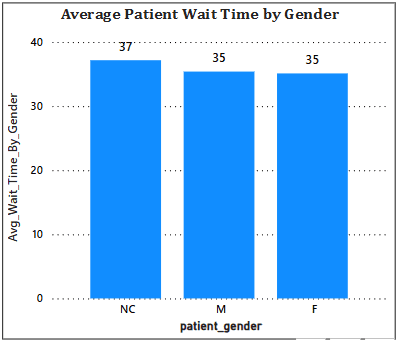 Average Patient Wait Time by Gender
Avg_Wait_Time_By_Gender
40
30
20
10
0
37
35
35
NC
M
F
patient_gender